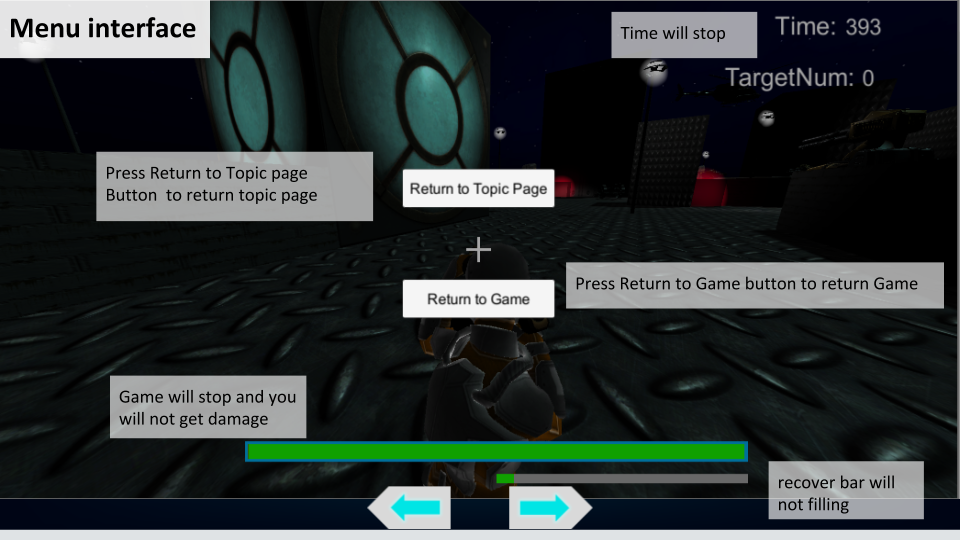 Menu interface
Time will stop
Time: 393
TargetNum: 0
Press Return to Topic page
Button  to return topic page
Return to Topic Page
Press Return to Game button to return Game
Return to Game
Game will stop and you
will not get damage
recover bar will
not filling